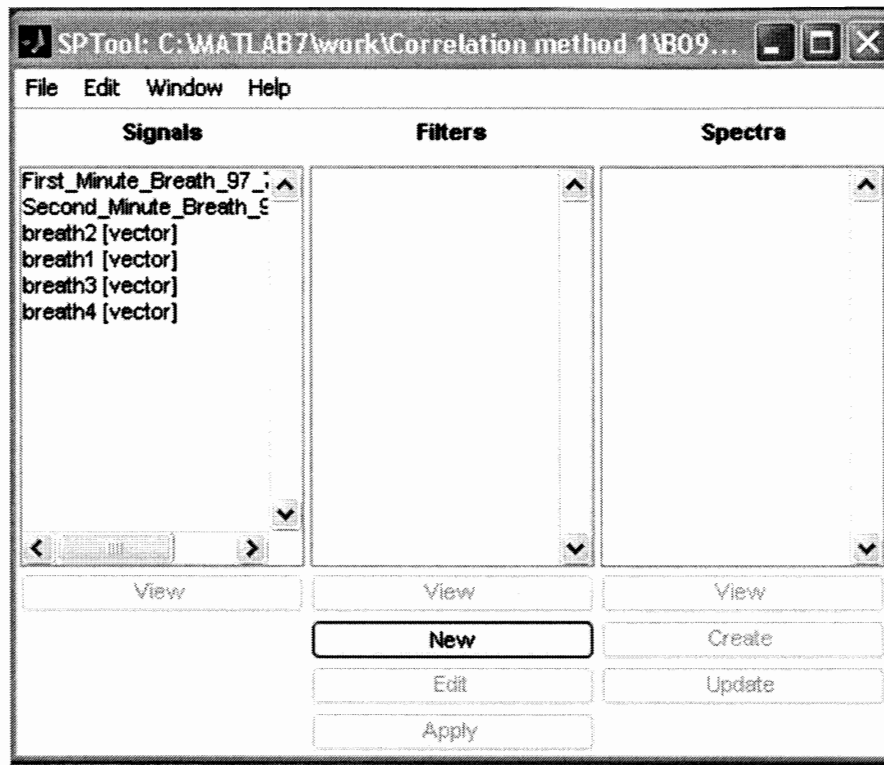 SPTool: C:\MATLAB7\work\Correlation method 1\B09...
File Edit Window Help
Signals Filters Spectra
First_Minute_Breath_97_
Second_Minute_Breath_9
breath2 [vector]
breath1 [vector]
breath3 [vector]
breath4 [vector]
View View View
New Create
Edit Update
Apply